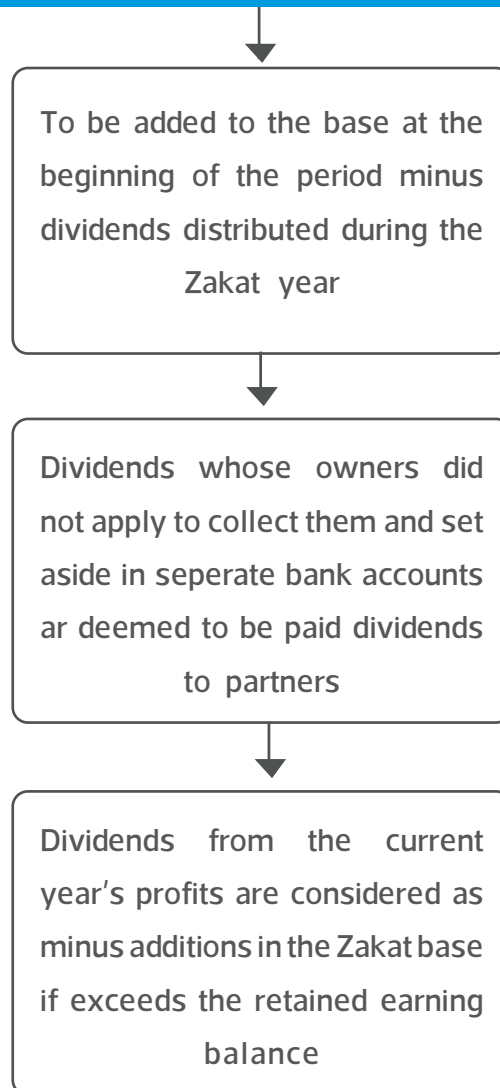 To be added to the base at the
beginning of the period minus
dividends distributed during the
Zakat year
Dividends whose owners did
not apply to collect them and set
aside in seperate bank accounts
ar deemed to be paid dividends
to partners
Dividends from the current
year's profits are considered as
minus additions in the Zakat base
if exceeds the retained earning
balance